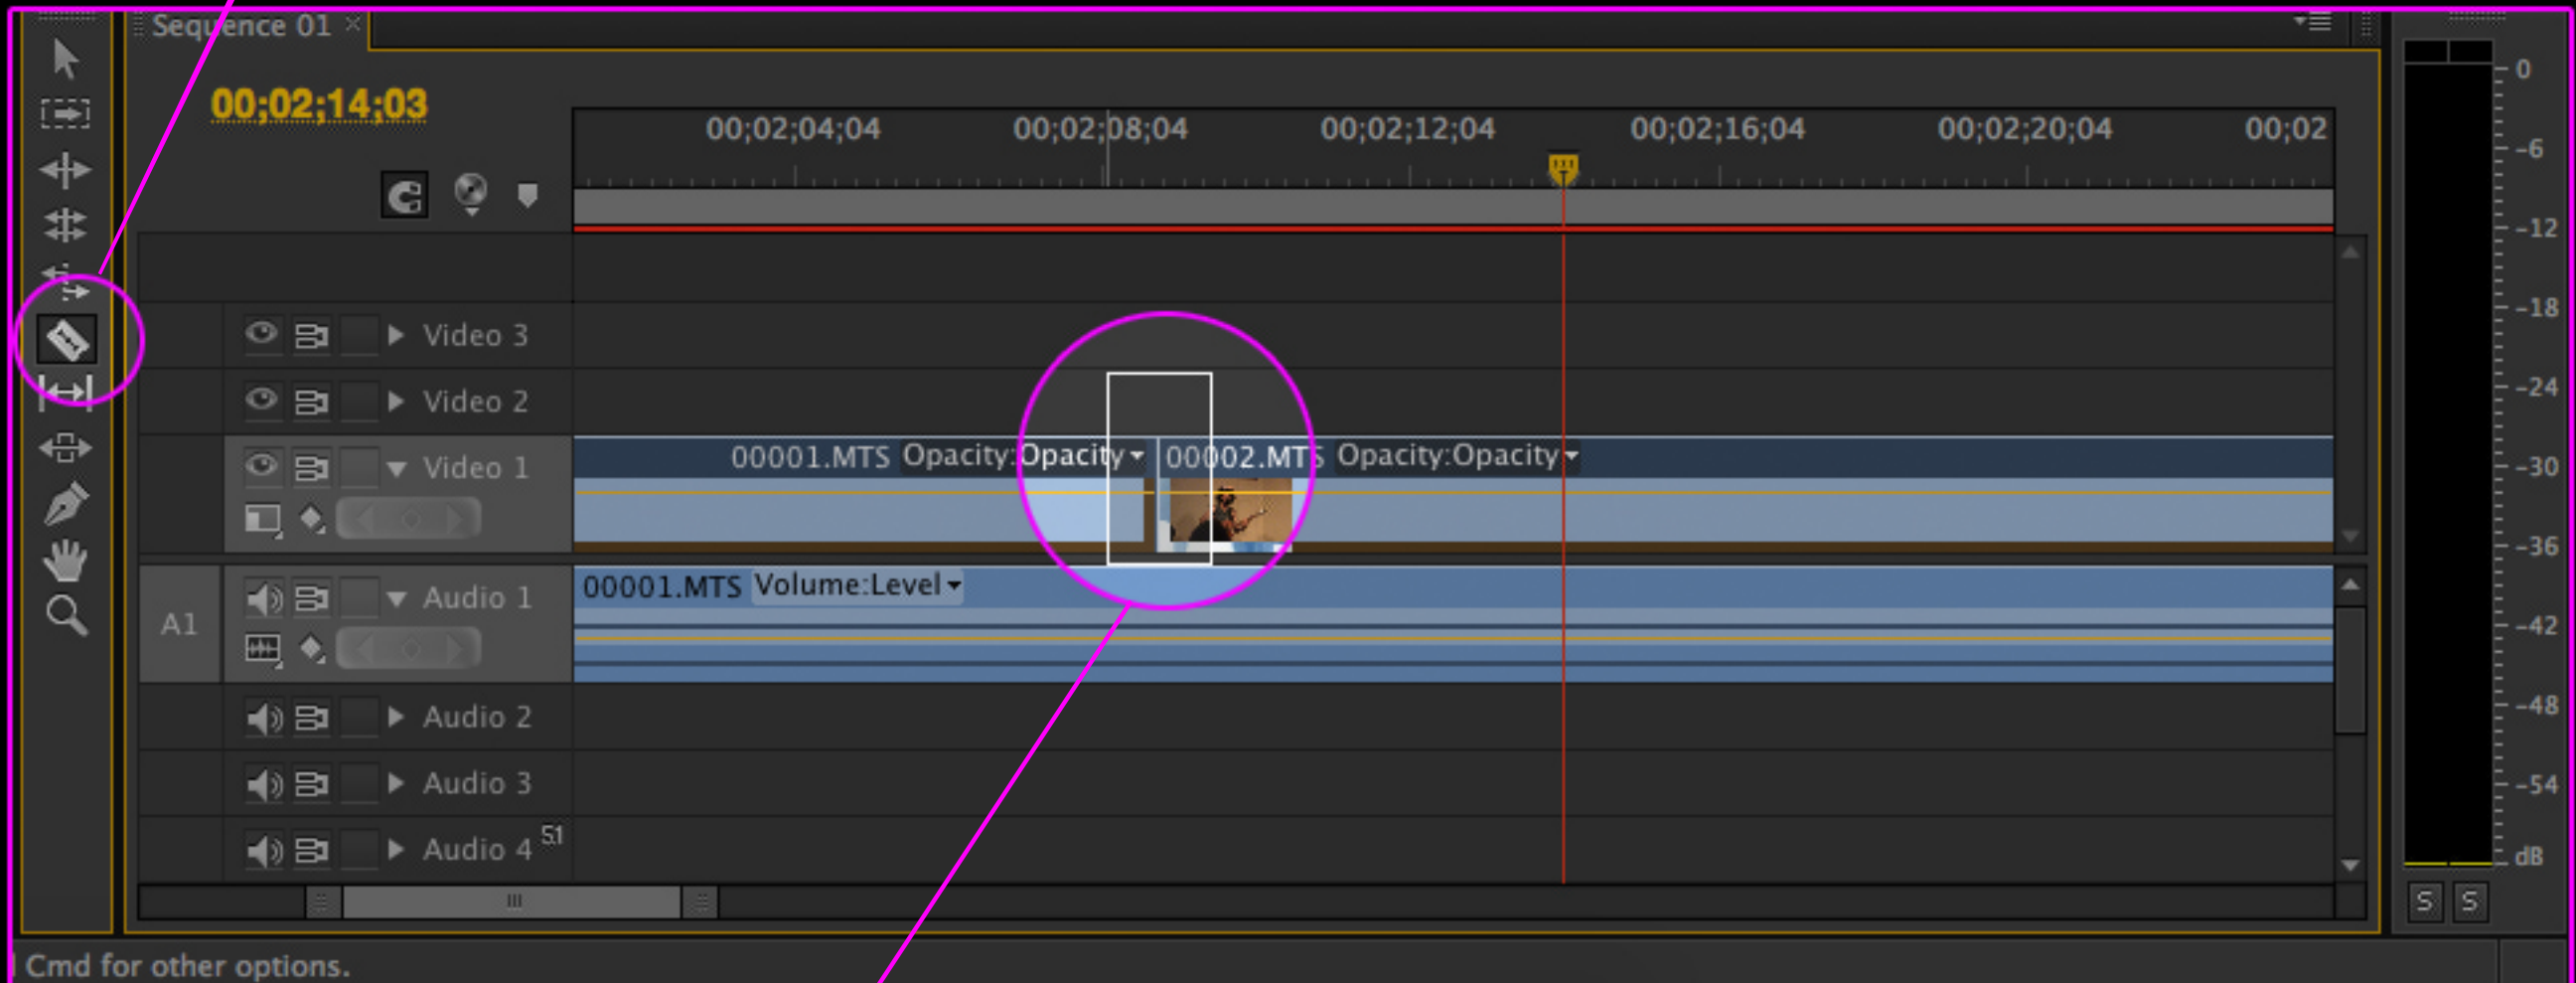 Sequence 01
00;02;14;03
00;02;04;04 00;02;08;04 00;02;12;04 00;02;16;04 00;02;20;04 00;02
Video 3
Video 2
Video 1
00001.MTS Opacity:Opacity 00002.MTS Opacity:Opacity
A1
Audio 1
00001.MTS Volume:Level
Audio 2
Audio 3
Audio 4 5.1
0
-6
-12
-18
-24
-30
-36
-42
-48
-54
dB
S S
Cmd for other options.